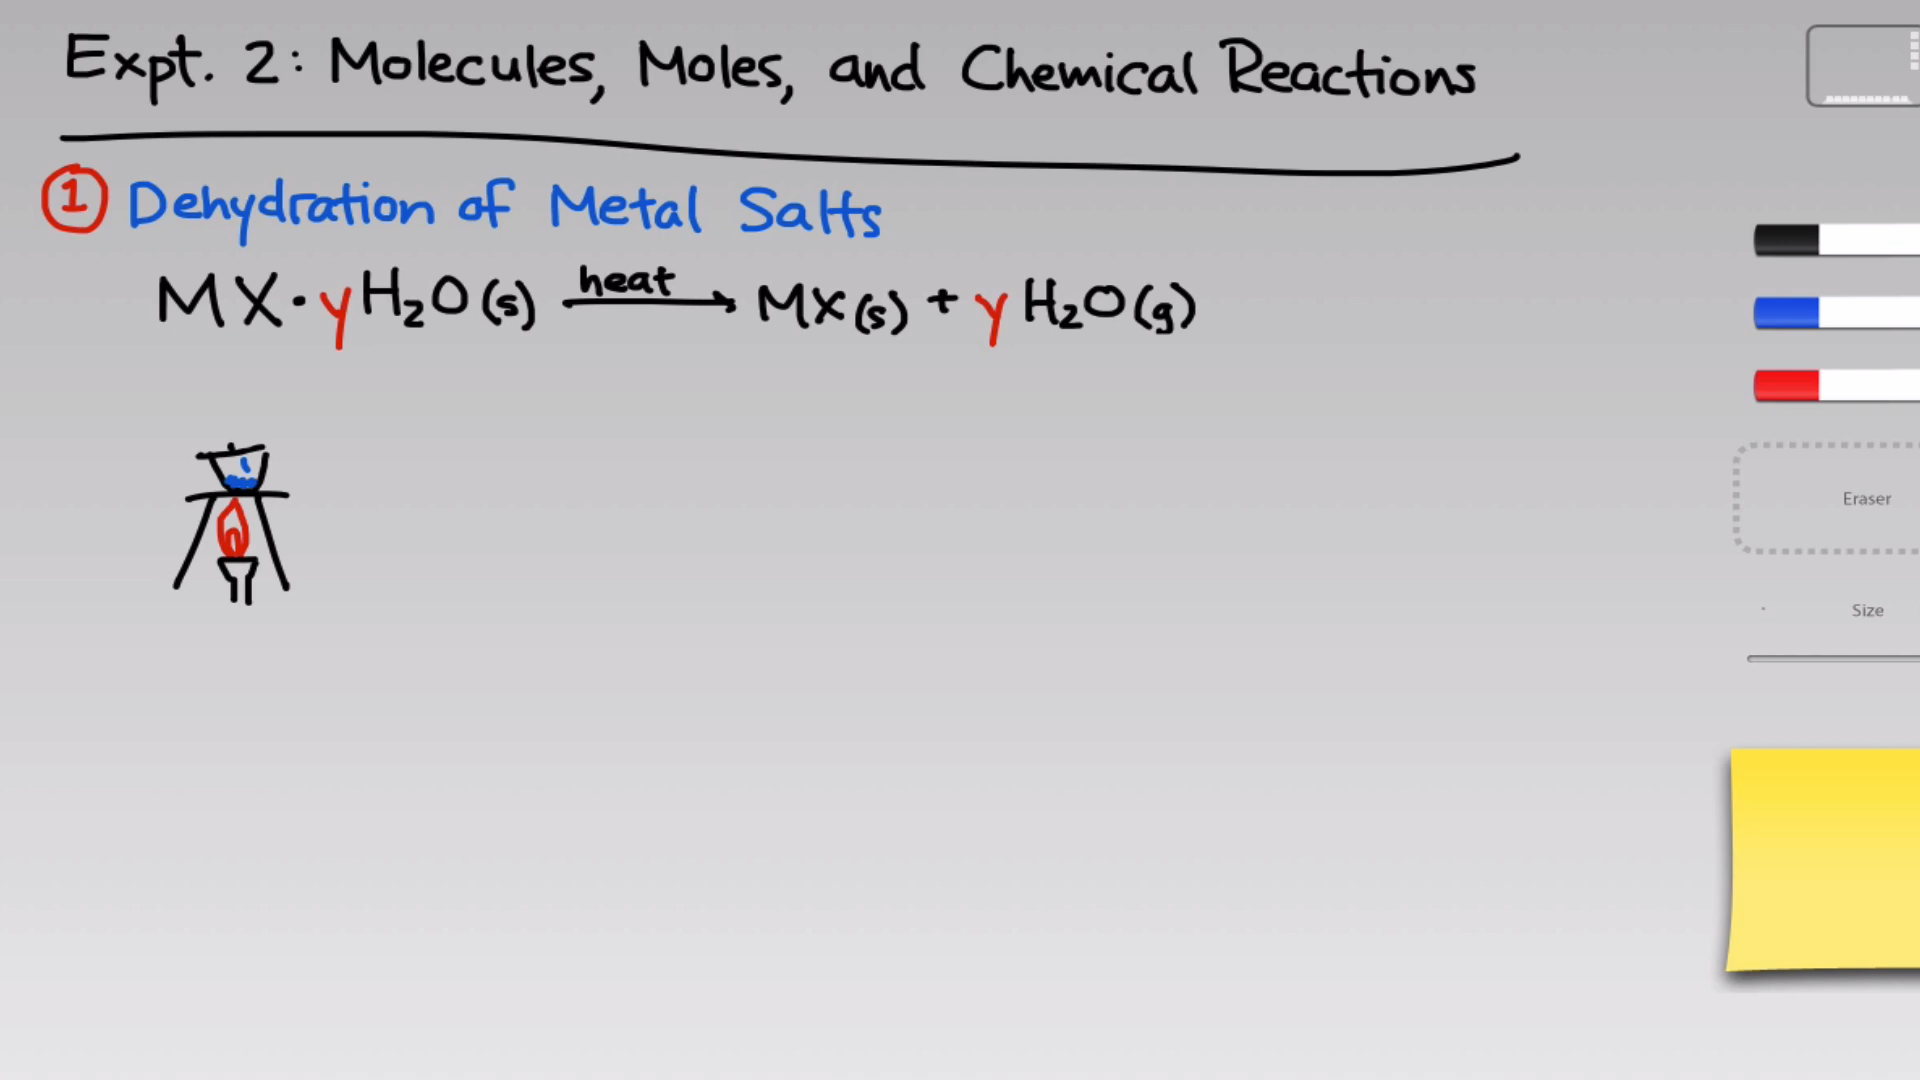 Expt. 2: Molecules, Moles, and Chemical Reactions
① Dehydration of Metal Salts
MX · yH₂O(s) heat → MX(s) + yH₂O(g)
Eraser
Size